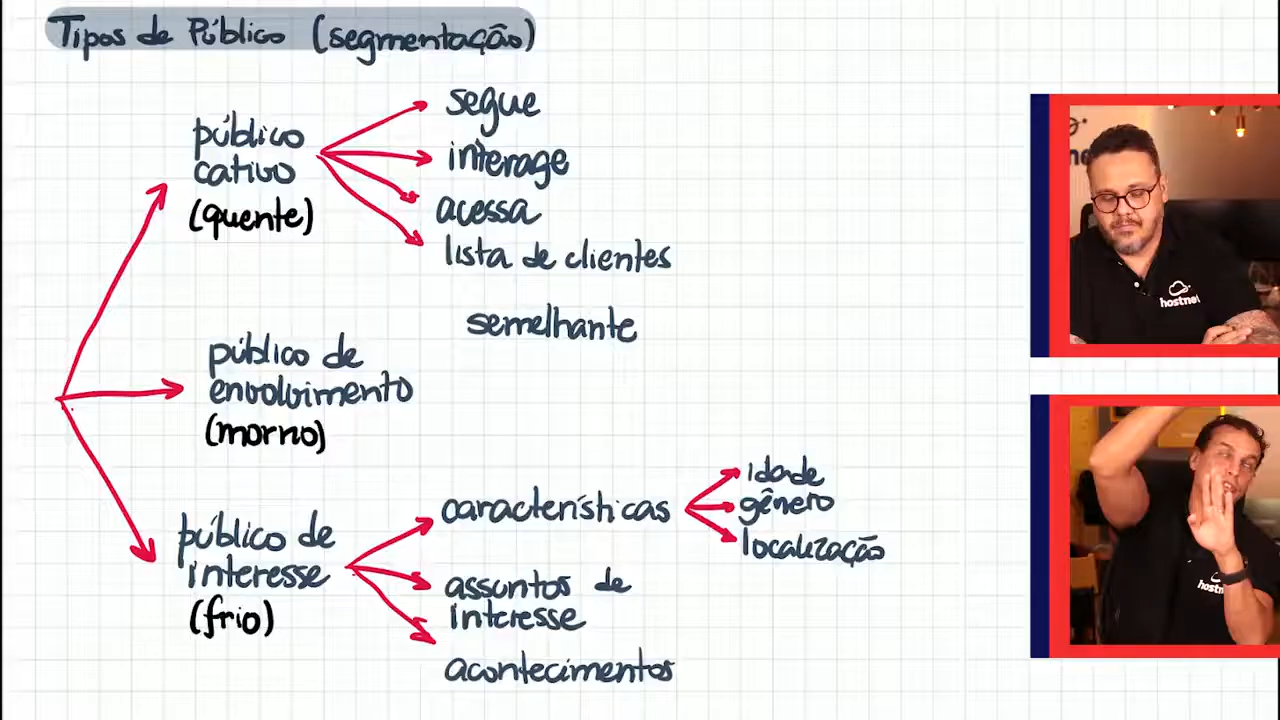 Tipos de Público (segmentação)
público
cativo
(quente)
segue
interage
acessa
lista de clientes
semelhante
público de
envolvimento
(morno)
público de
interesse
(frio)
características
idade
gênero
localização
assuntos de
interesse
acontecimentos
hostnet
hostn